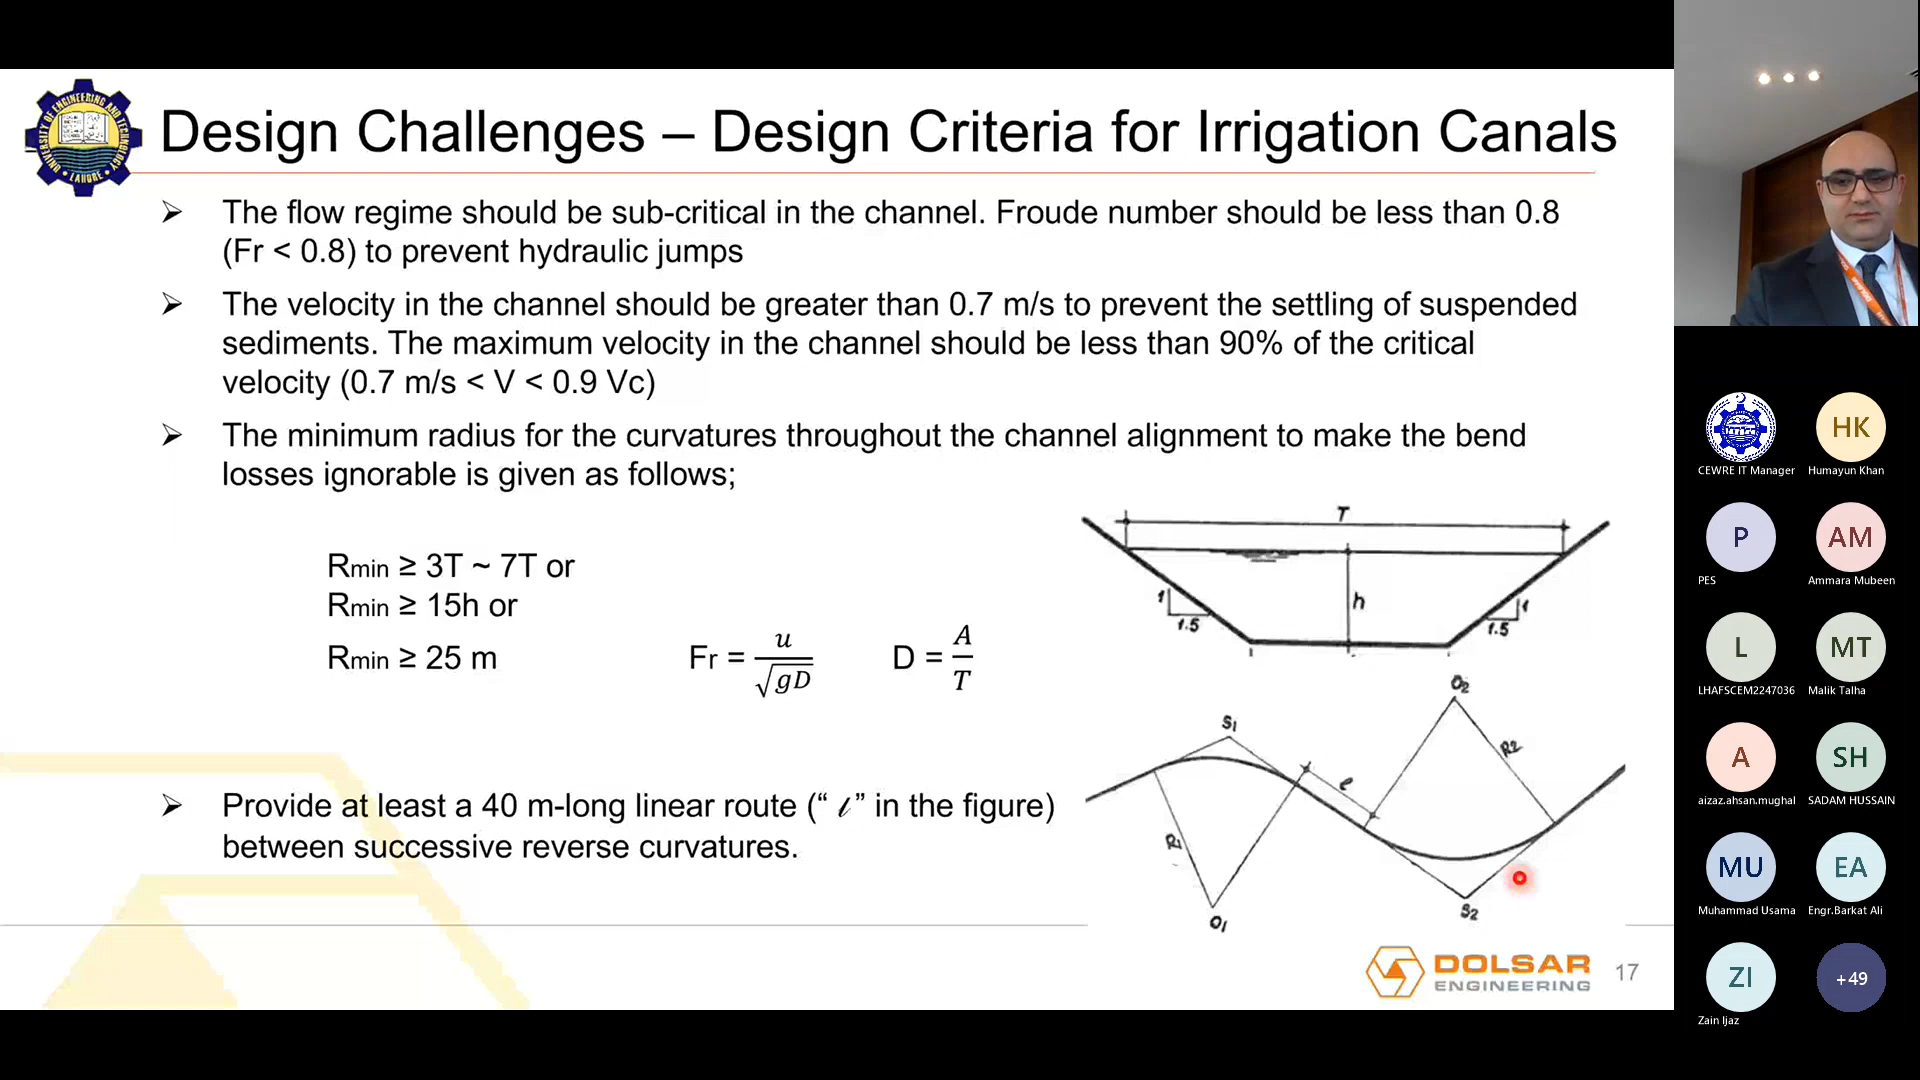 UNIVERSITY OF ENGINEERING AND TECHNOLOGY
LAHORE
Design Challenges – Design Criteria for Irrigation Canals
➢ The flow regime should be sub-critical in the channel. Froude number should be less than 0.8
(Fr < 0.8) to prevent hydraulic jumps
➢ The velocity in the channel should be greater than 0.7 m/s to prevent the settling of suspended
sediments. The maximum velocity in the channel should be less than 90% of the critical
velocity (0.7 m/s < V < 0.9 Vc)
➢ The minimum radius for the curvatures throughout the channel alignment to make the bend
losses ignorable is given as follows;
Rmin ≥ 3T ~ 7T or
Rmin ≥ 15h or
Rmin ≥ 25 m
Fr = u/√gD
D = A/T
T
h
1
1.5
1
1.5
➢ Provide at least a 40 m-long linear route (“ ℓ ” in the figure)
between successive reverse curvatures.
S1
O2
R2
ℓ
R1
O1
S2
DOLSAR
ENGINEERING
17
CEWRE IT Manager
HK
Humayun Khan
P
PES
AM
Ammara Mubeen
L
LHAFSCEM2247036
MT
Malik Talha
A
aizaz.ahsan.mughal
SH
SADAM HUSSAIN
MU
Muhammad Usama
EA
Engr.Barkat Ali
ZI
Zain Ijaz
+49